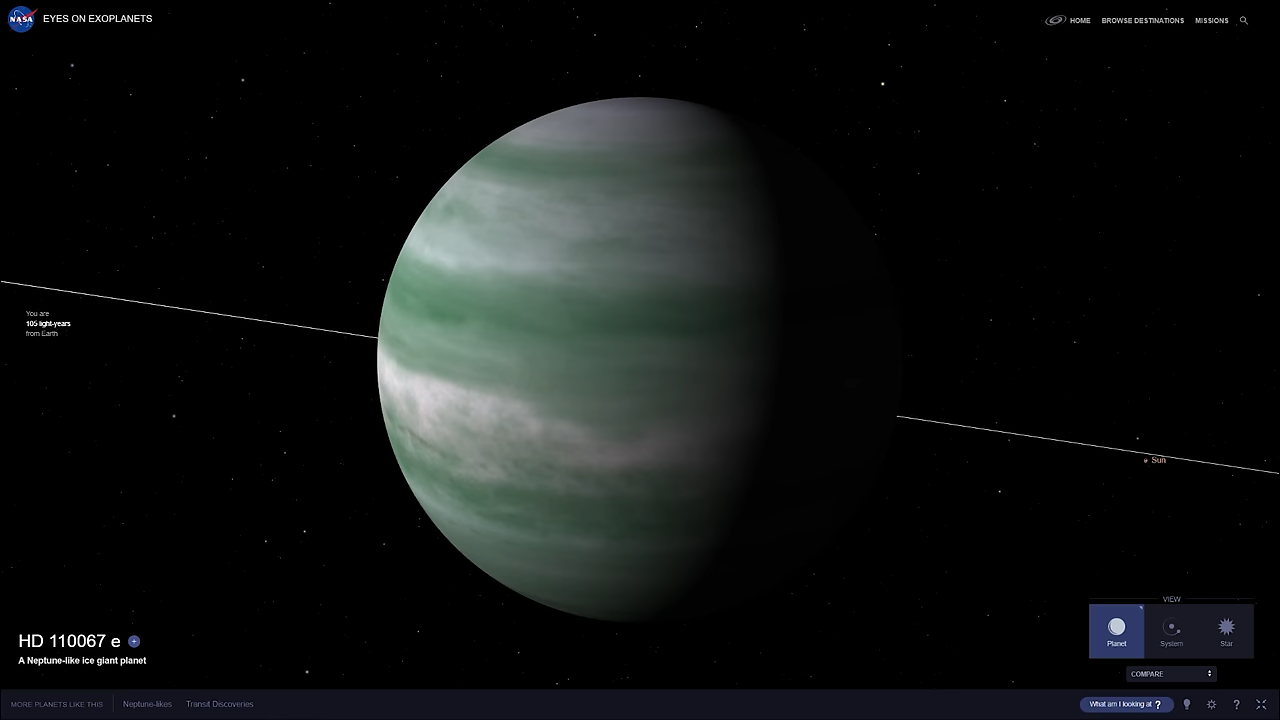 NASA
EYES ON EXOPLANETS
HOME
BROWSE DESTINATIONS
MISSIONS
You are
105 light-years
from Earth
Sun
HD 110067 e +
A Neptune-like ice giant planet
VIEW
Planet
System
Star
COMPARE
MORE PLANETS LIKE THIS
Neptune-likes
Transit Discoveries
What am I looking at ?
?